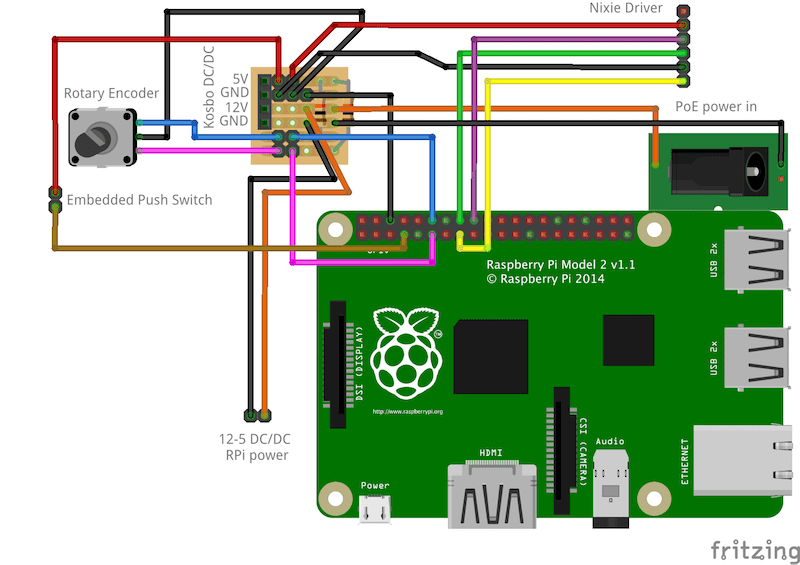 Nixie Driver
Kosbo DC/DC
5V
GND
12V
GND
Rotary Encoder
PoE power in
Embedded Push Switch
Raspberry Pi Model 2 v1.1
© Raspberry Pi 2014
USB 2x
DSI (DISPLAY)
TM
USB 2x
http://www.raspberrypi.org
12-5 DC/DC
RPi power
CSI (CAMERA)
HDMI
Audio
ETHERNET
Power
fritzing